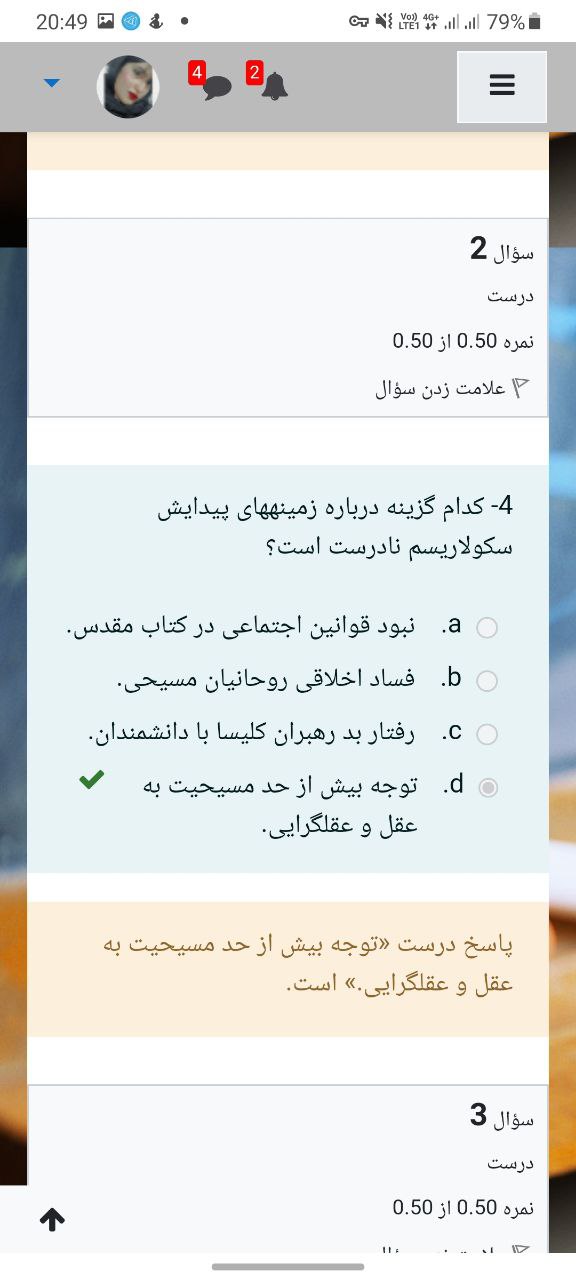 20:49
Vo)) LTE1 4G+ 79%
4 2
سؤال 2
درست
نمره 0.50 از 0.50
علامت زدن سؤال
4- کدام گزینه درباره زمینههای پیدایش
سکولاریسم نادرست است؟
a. نبود قوانین اجتماعی در کتاب مقدس.
b. فساد اخلاقی روحانیان مسیحی.
c. رفتار بد رهبران کلیسا با دانشمندان.
d. توجه بیش از حد مسیحیت به
عقل و عقلگرایی.
پاسخ درست «توجه بیش از حد مسیحیت به
عقل و عقلگرایی.» است.
سؤال 3
درست
نمره 0.50 از 0.50